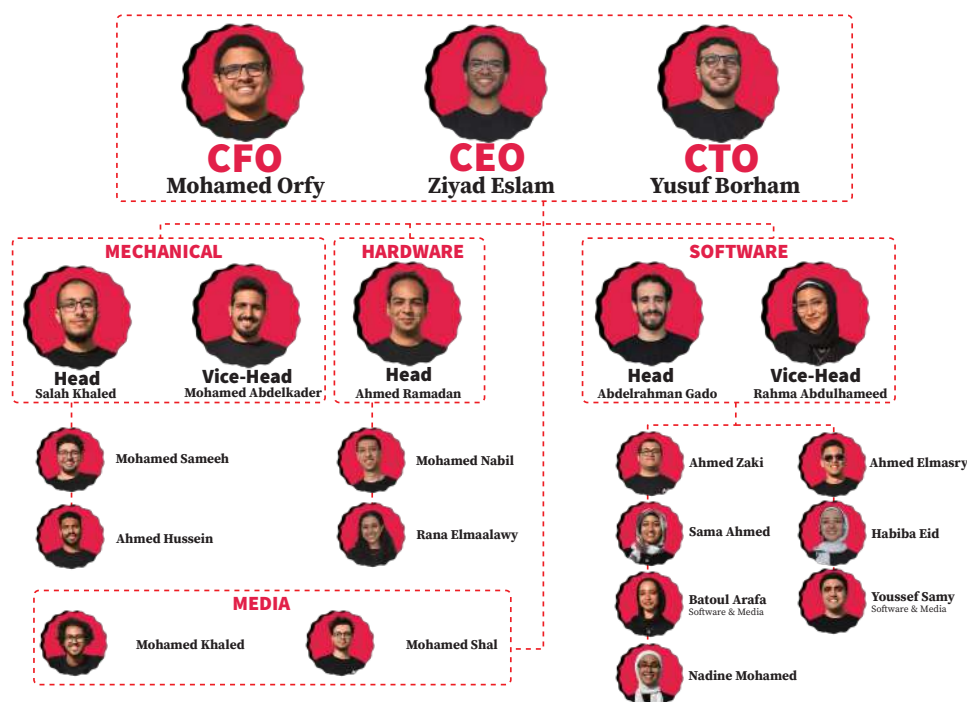 CFO
Mohamed Orfy
CEO
Ziyad Eslam
CTO
Yusuf Borham
MECHANICAL
Head
Salah Khaled
Vice-Head
Mohamed Abdelkader
HARDWARE
Head
Ahmed Ramadan
SOFTWARE
Head
Abdelrahman Gado
Vice-Head
Rahma Abdulhameed
Mohamed Sameeh
Ahmed Hussein
Mohamed Nabil
Rana Elmaalawy
Ahmed Zaki
Sama Ahmed
Batoul Arafa
Software & Media
Nadine Mohamed
Ahmed Elmasry
Habiba Eid
Youssef Samy
Software & Media
MEDIA
Mohamed Khaled
Mohamed Shal